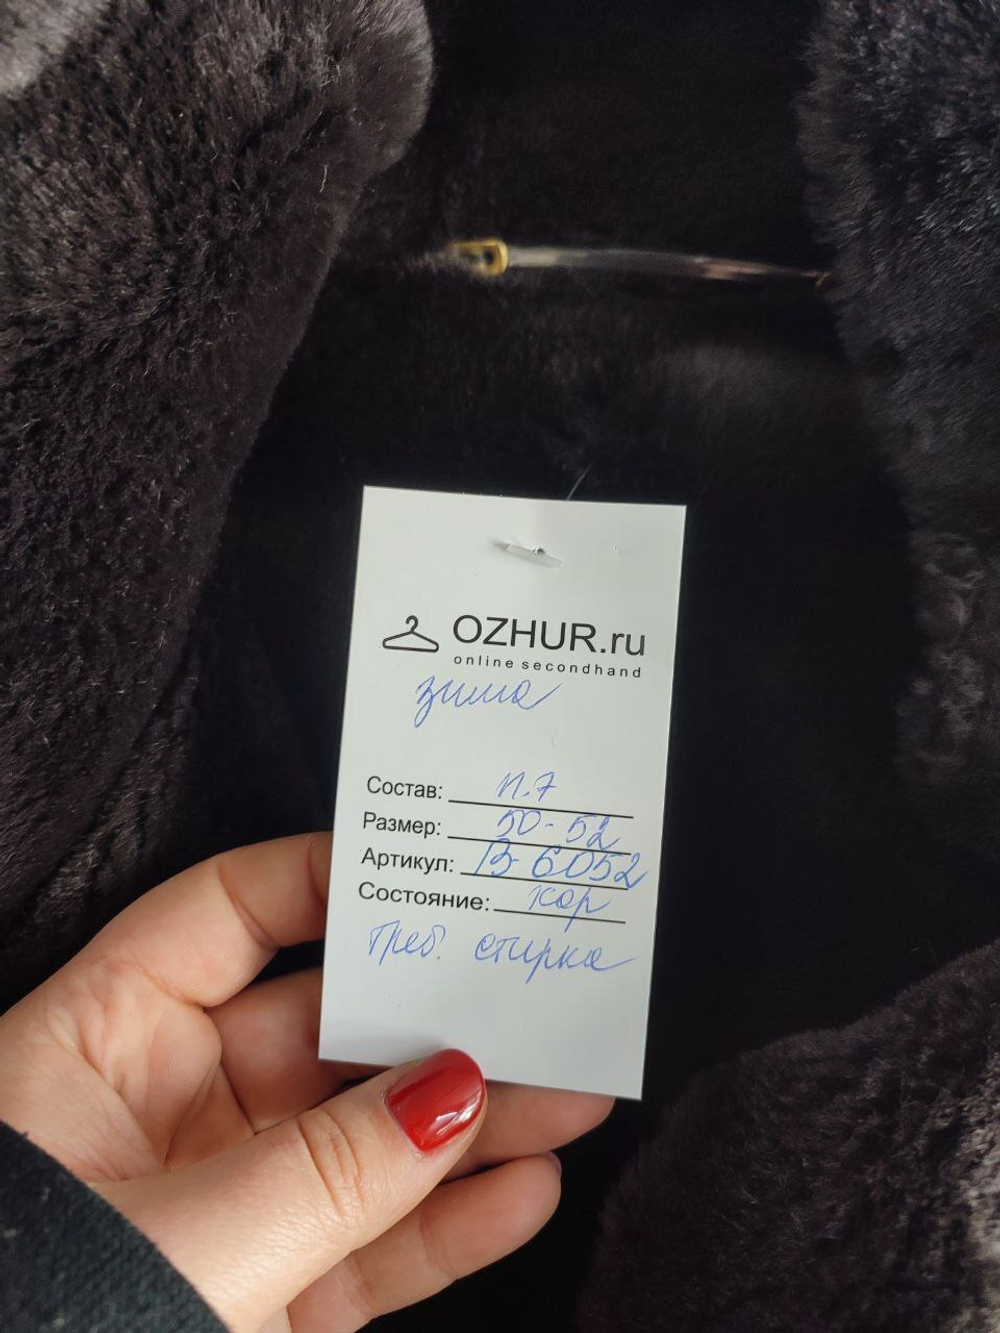 OZHUR.ru
online secondhand
зима
Состав: п.7
Размер: 50-52
Артикул: В-6052
Состояние: хор
Треб. стирка